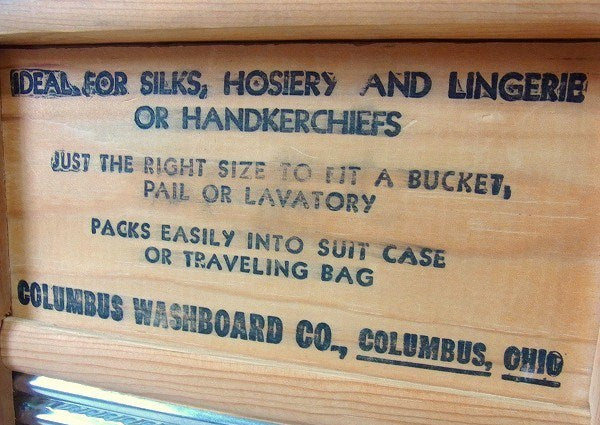 IDEAL FOR SILKS, HOSIERY AND LINGERIE
OR HANDKERCHIEFS
JUST THE RIGHT SIZE TO FIT A BUCKET,
PAIL OR LAVATORY
PACKS EASILY INTO SUIT CASE
OR TRAVELING BAG
COLUMBUS WASHBOARD CO., COLUMBUS, OHIO